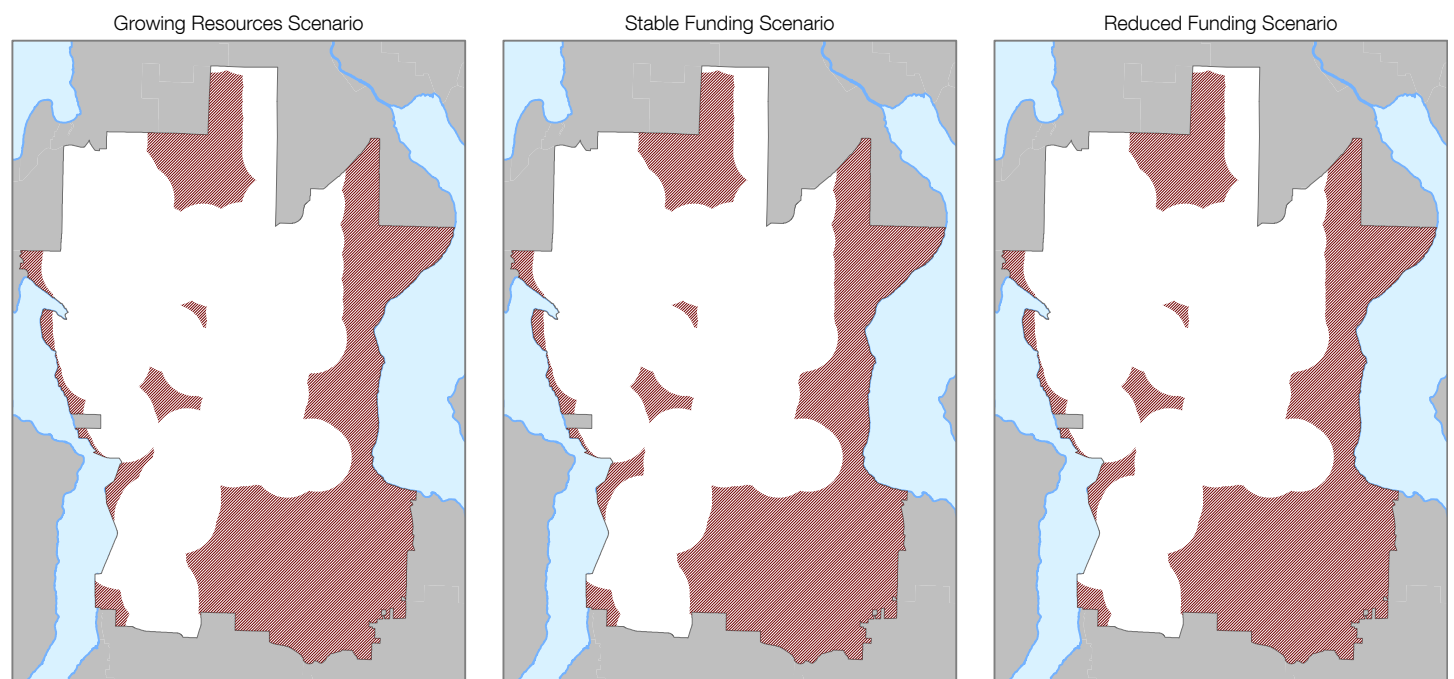 Growing Resources Scenario
Stable Funding Scenario
Reduced Funding Scenario